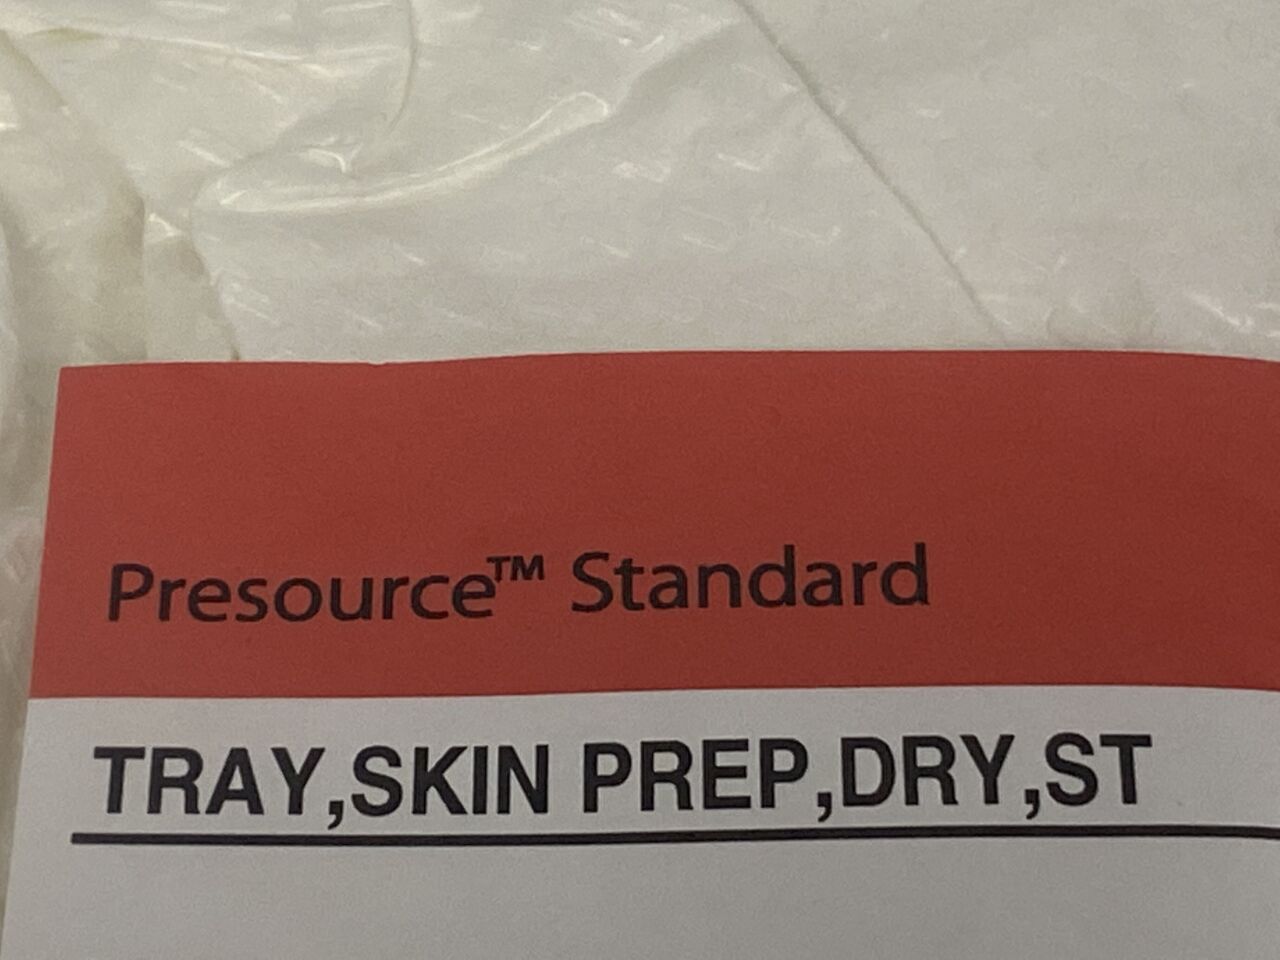 Presource™ Standard
TRAY,SKIN PREP,DRY,ST